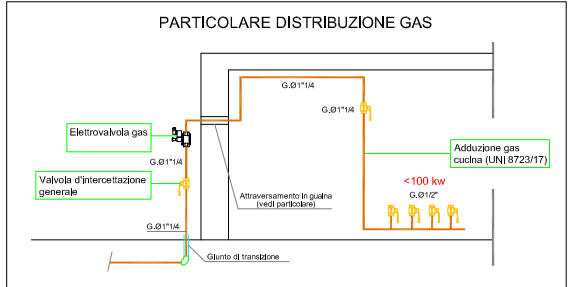 PARTICOLARE DISTRIBUZIONE GAS
G.Ø1"1/4
Elettrovalvola gas
G.Ø1"1/4
G.Ø1"1/4
Adduzione gas
cucina (UNI 8723/17)
Valvola d'intercettazione
generale
<100 kw
G.Ø1/2"
Attraversamento in guaina
(vedi particolare)
G.Ø1"1/4
Giunto di transizione